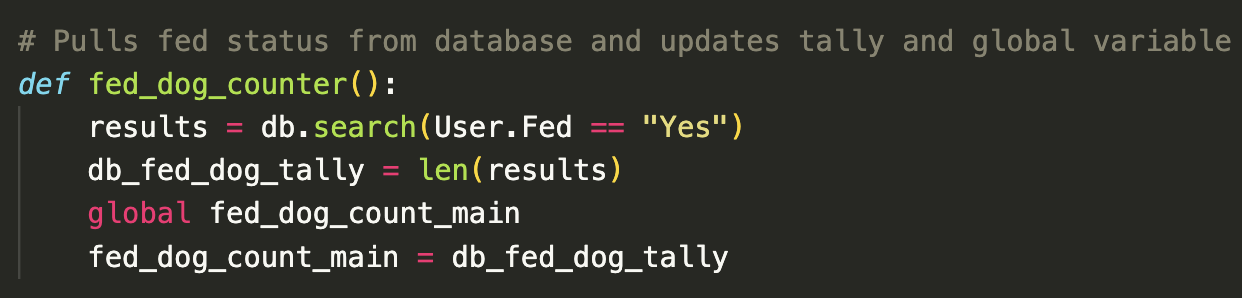 # Pulls fed status from database and updates tally and global variable
def fed_dog_counter():
    results = db.search(User.Fed == "Yes")
    db_fed_dog_tally = len(results)
    global fed_dog_count_main
    fed_dog_count_main = db_fed_dog_tally